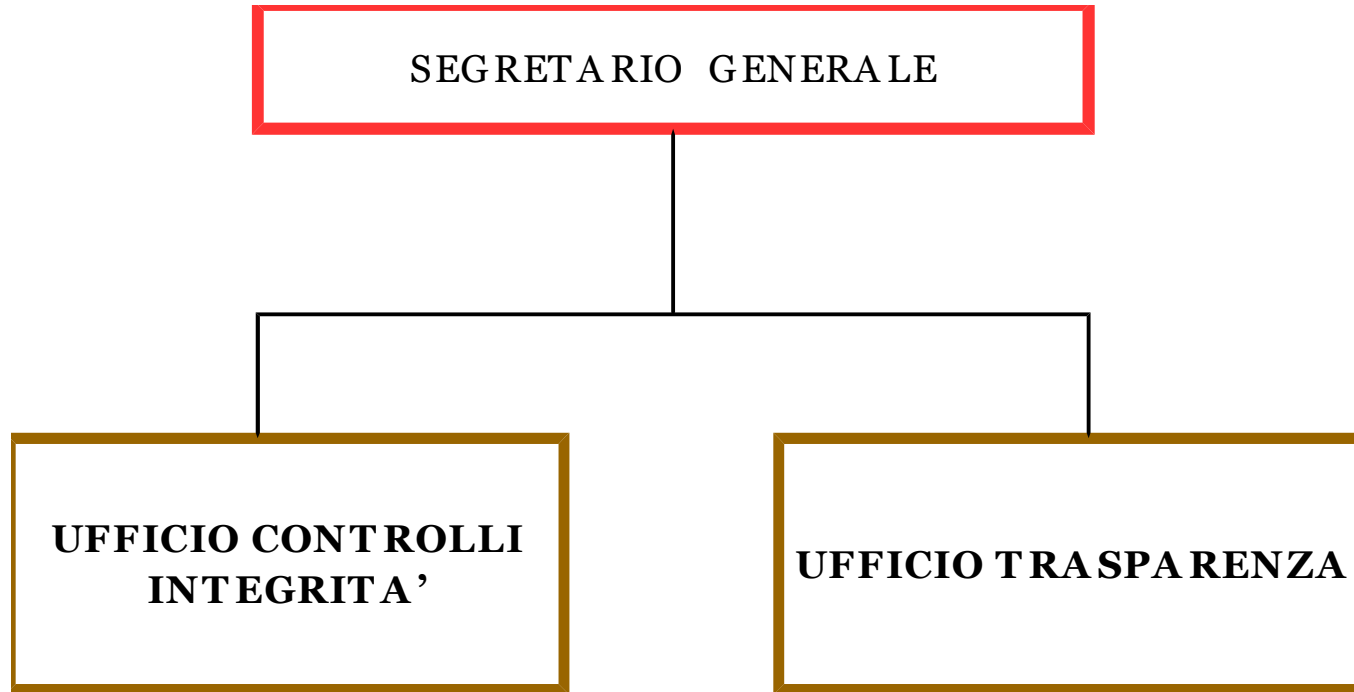 SEGRETARIO GENERALE
UFFICIO CONTROLLI
INTEGRITA’
UFFICIO TRASPARENZA